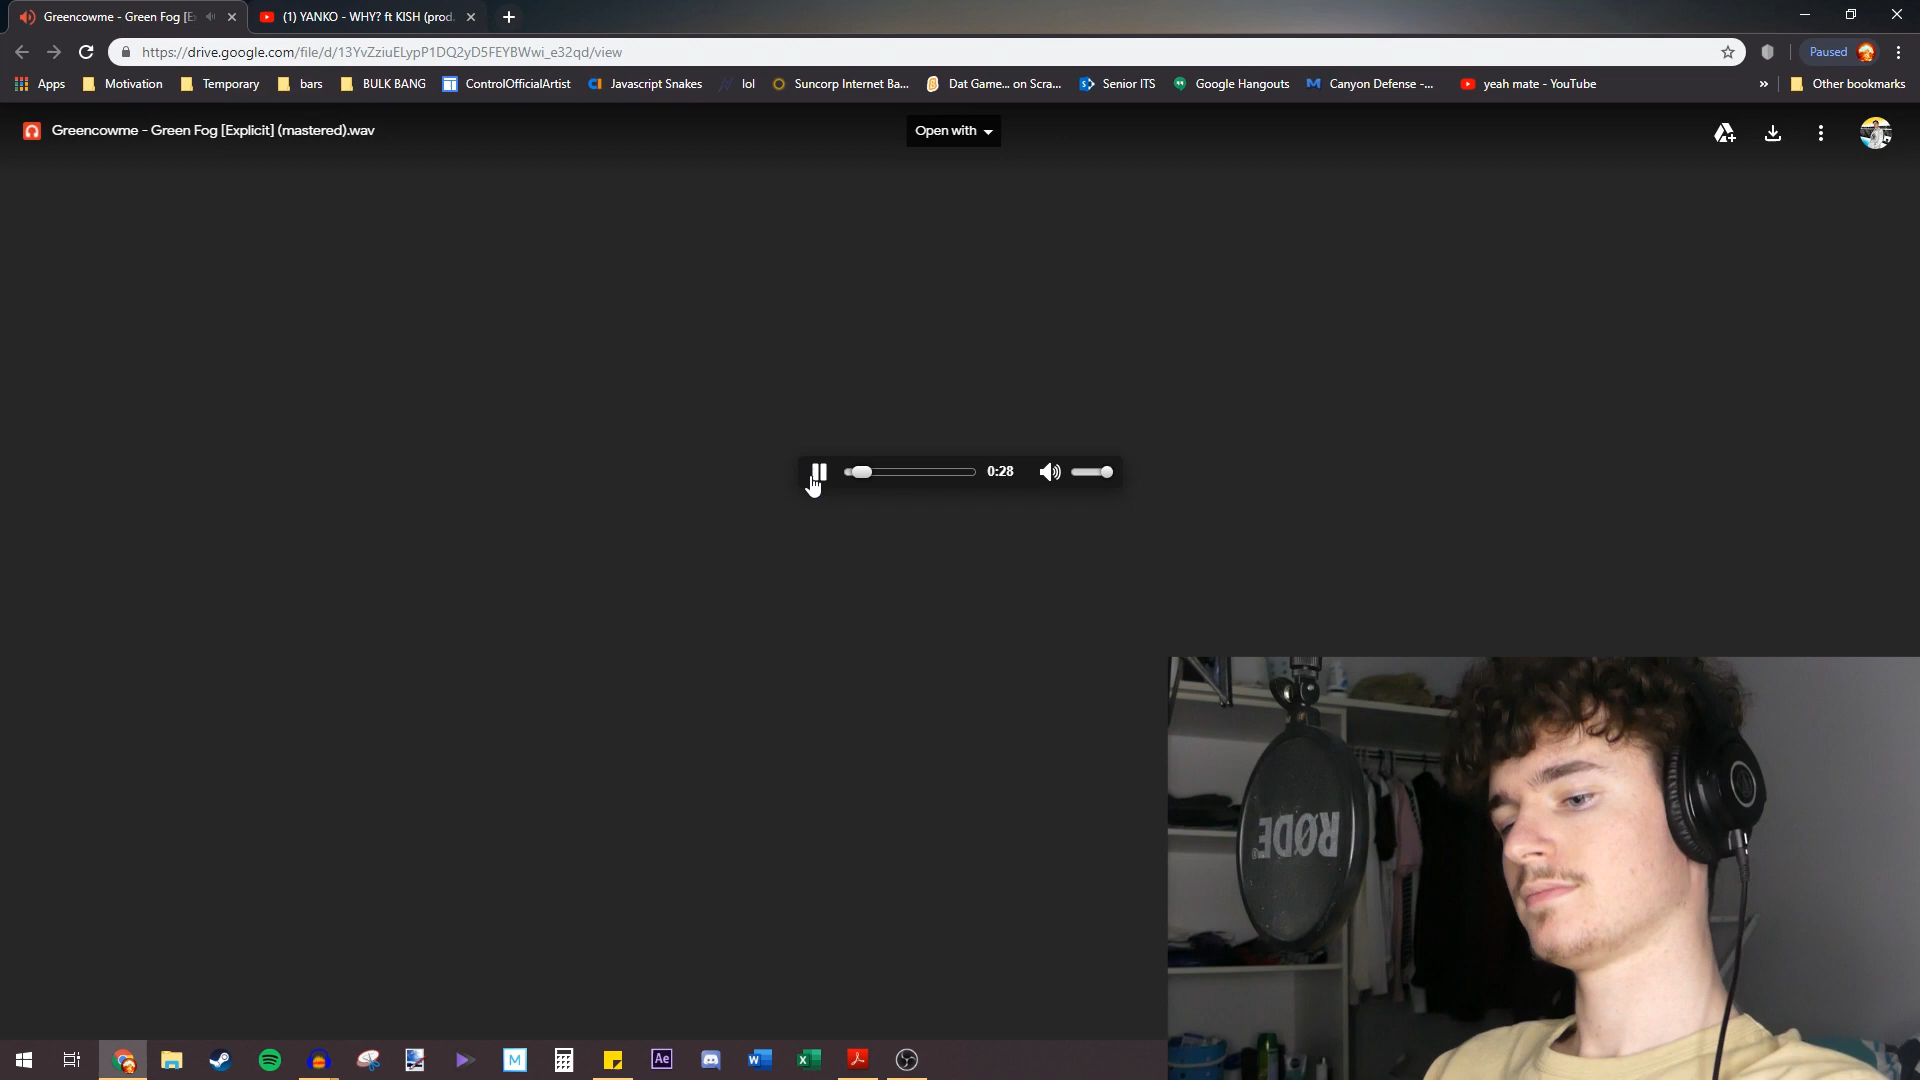 Greencowme - Green Fog [E
(1) YANKO - WHY? ft KISH (prod.
https://drive.google.com/file/d/13YvZziuELypP1DQ2yD5FEYBWwi_e32qd/view
Paused
Apps
Motivation
Temporary
bars
BULK BANG
ControlOfficialArtist
Javascript Snakes
lol
Suncorp Internet Ba...
Dat Game... on Scra...
Senior ITS
Google Hangouts
Canyon Defense -...
yeah mate - YouTube
»
Other bookmarks
Greencowme - Green Fog [Explicit] (mastered).wav
Open with
0:28
RØDE
M
Ae
W
X